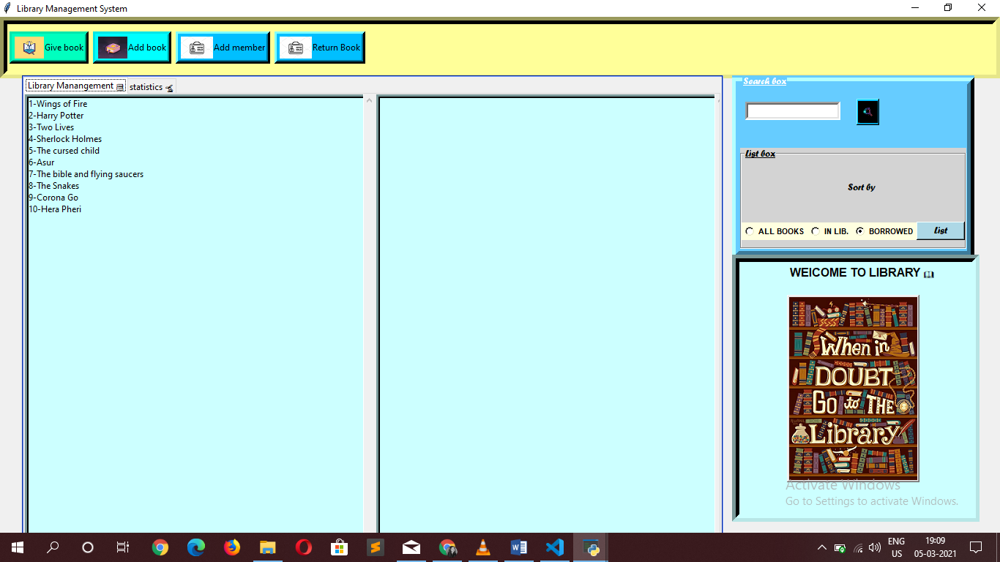 Library Management System
Give book
Add book
Add member
Return Book
Library Manangement
statistics
1-Wings of Fire
2-Harry Potter
3-Two Lives
4-Sherlock Holmes
5-The cursed child
6-Asur
7-The bible and flying saucers
8-The Snakes
9-Corona Go
10-Hera Pheri
Search box
List box
Sort by
ALL BOOKS
IN LIB.
BORROWED
List
WElCOME TO LIBRARY
When in
DOUBT
GO to THE
Library
Activate Windows
Go to Settings to activate Windows.
ENG
US
19:09
05-03-2021